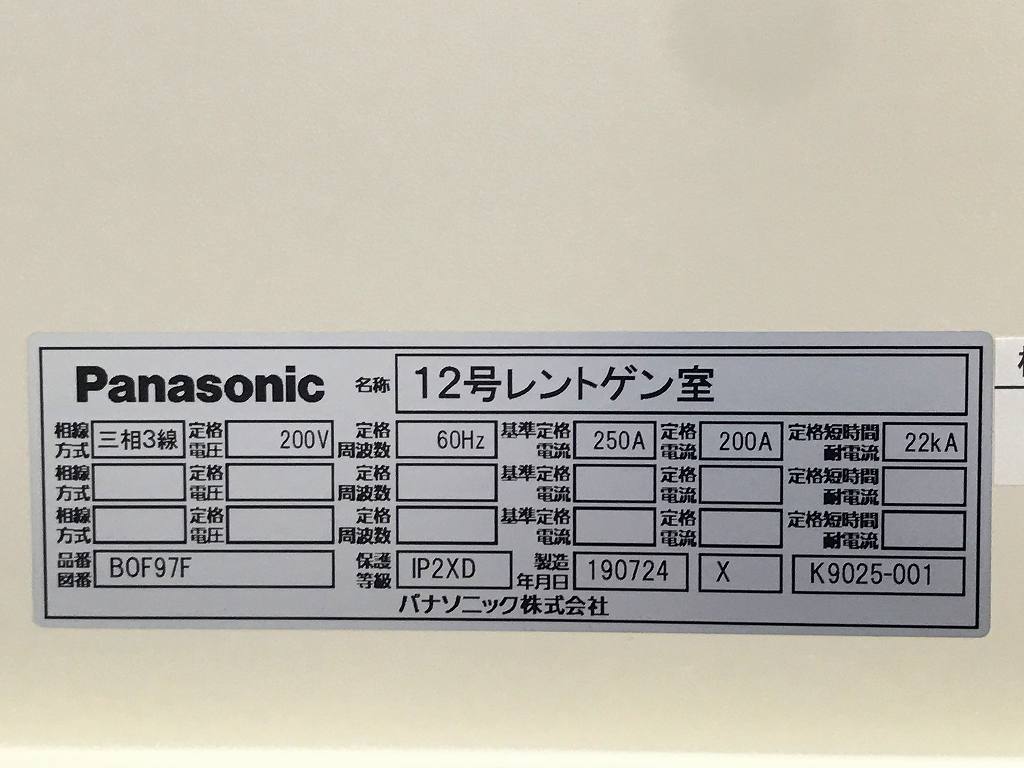 Panasonic 名称 12号レントゲン室
相線方式 三相3線 定格電圧 200V 定格周波数 60Hz 基準定格電流 250A 定格電流 200A 定格短時間耐電流 22kA
相線方式 定格電圧 定格周波数 基準定格電流 定格電流 定格短時間耐電流
相線方式 定格電圧 定格周波数 基準定格電流 定格電流 定格短時間耐電流
品番図番 BOF97F 保護等級 IP2XD 製造年月日 190724 X K9025-001
パナソニック株式会社